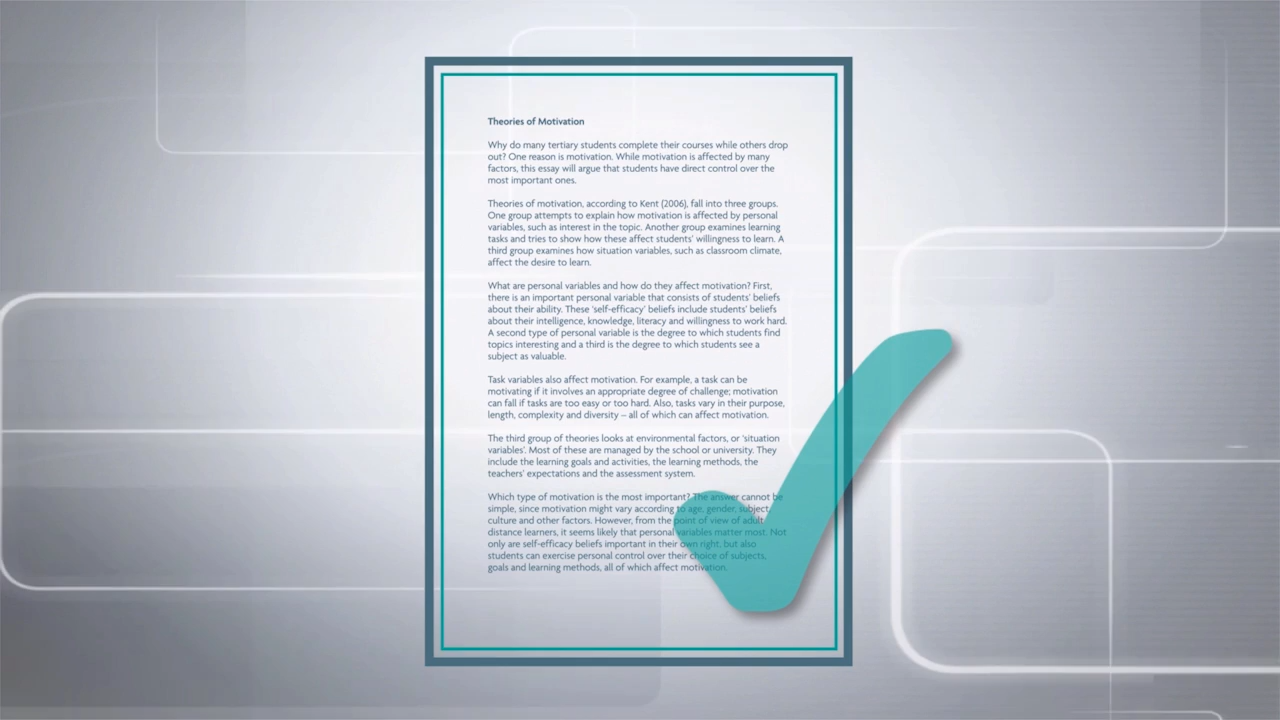 Theories of Motivation
Why do many tertiary students complete their courses while others drop
out? One reason is motivation. While motivation is affected by many
factors, this essay will argue that students have direct control over the
most important ones.
Theories of motivation, according to Kent (2006), fall into three groups.
One group attempts to explain how motivation is affected by personal
variables, such as interest in the topic. Another group examines learning
tasks and tries to show how these affect students’ willingness to learn. A
third group examines how situation variables, such as classroom climate,
affect the desire to learn.
What are personal variables and how do they affect motivation? First,
there is an important personal variable that consists of students’ beliefs
about their ability. These ‘self-efficacy’ beliefs include students’ beliefs
about their intelligence, knowledge, literacy and willingness to work hard.
A second type of personal variable is the degree to which students find
topics interesting and a third is the degree to which students see a
subject as valuable.
Task variables also affect motivation. For example, a task can be
motivating if it involves an appropriate degree of challenge; motivation
can fall if tasks are too easy or too hard. Also, tasks vary in their purpose,
length, complexity and diversity – all of which can affect motivation.
The third group of theories looks at environmental factors, or ‘situation
variables’. Most of these are managed by the school or university. They
include the learning goals and activities, the learning methods, the
teachers’ expectations and the assessment system.
Which type of motivation is the most important? The answer cannot be
simple, since motivation might vary according to age, gender, subject,
culture and other factors. However, from the point of view of adult
distance learners, it seems likely that personal variables matter most. Not
only are self-efficacy beliefs important in their own right, but also
students can exercise personal control over their choice of subjects,
goals and learning methods, all of which affect motivation.